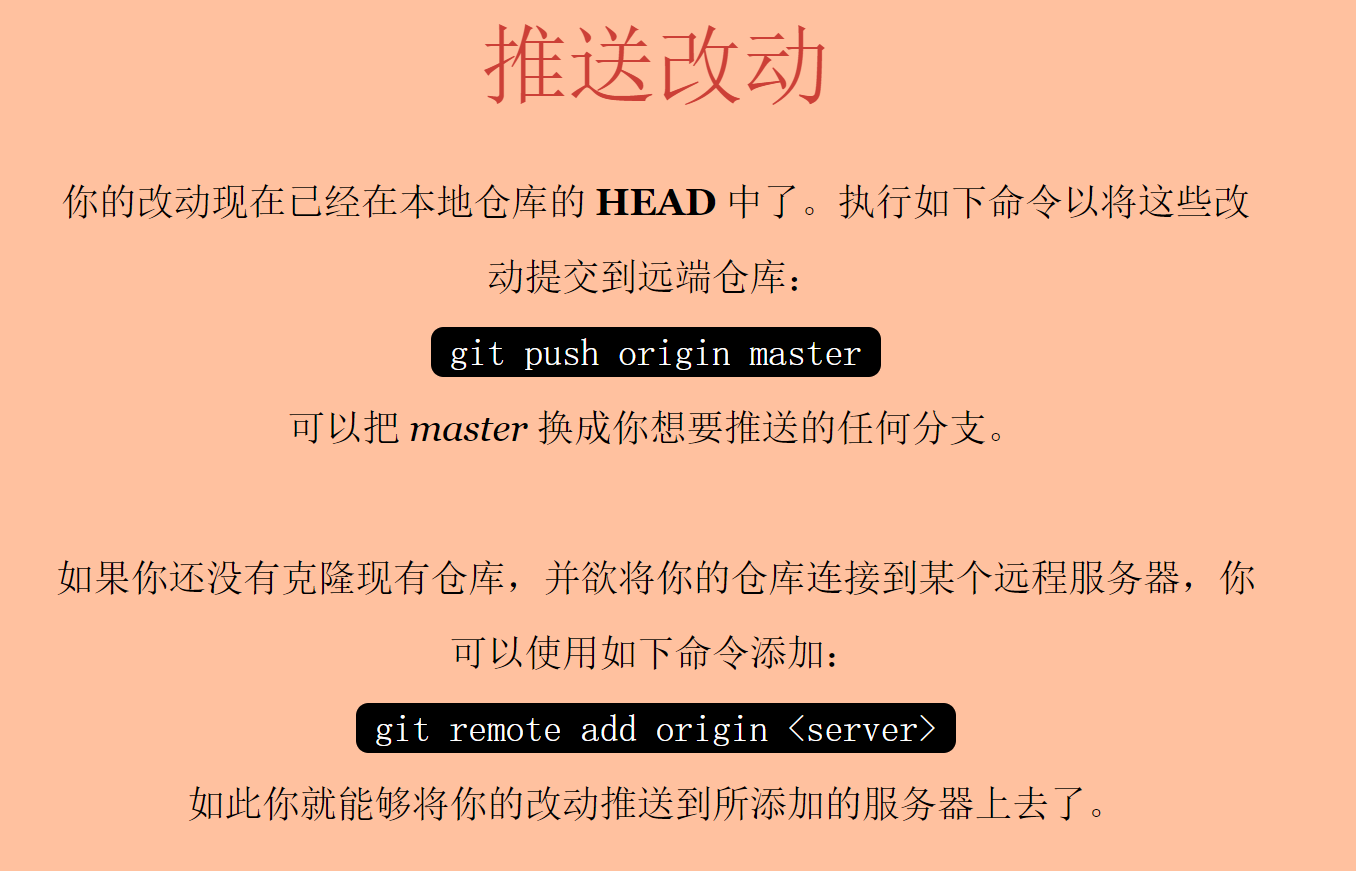 推送改动
你的改动现在已经在本地仓库的 HEAD 中了。执行如下命令以将这些改
动提交到远端仓库：
git push origin master
可以把 master 换成你想要推送的任何分支。
如果你还没有克隆现有仓库，并欲将你的仓库连接到某个远程服务器，你
可以使用如下命令添加：
git remote add origin <server>
如此你就能够将你的改动推送到所添加的服务器上去了。